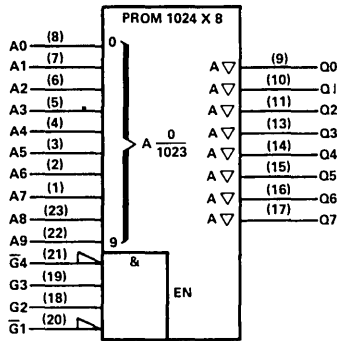 PROM 1024 X 8
A0 (8) 0 A▽ (9) Q0
A1 (7) A▽ (10) Q1
A2 (6) A▽ (11) Q2
A3 (5) A▽ (13) Q3
A4 (4) A 0/1023 A▽ (14) Q4
A5 (3) A▽ (15) Q5
A6 (2) A▽ (16) Q6
A7 (1) A▽ (17) Q7
A8 (23)
A9 (22) 9
G̅4 (21) &
G3 (19) EN
G2 (18)
G̅1 (20)